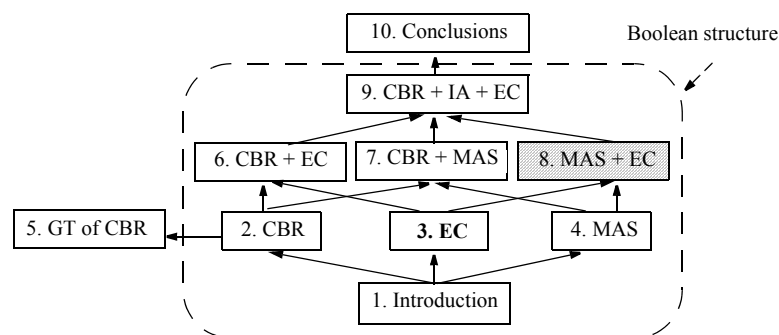 10. Conclusions
Boolean structure
9. CBR + IA + EC
6. CBR + EC
7. CBR + MAS
8. MAS + EC
5. GT of CBR
2. CBR
3. EC
4. MAS
1. Introduction